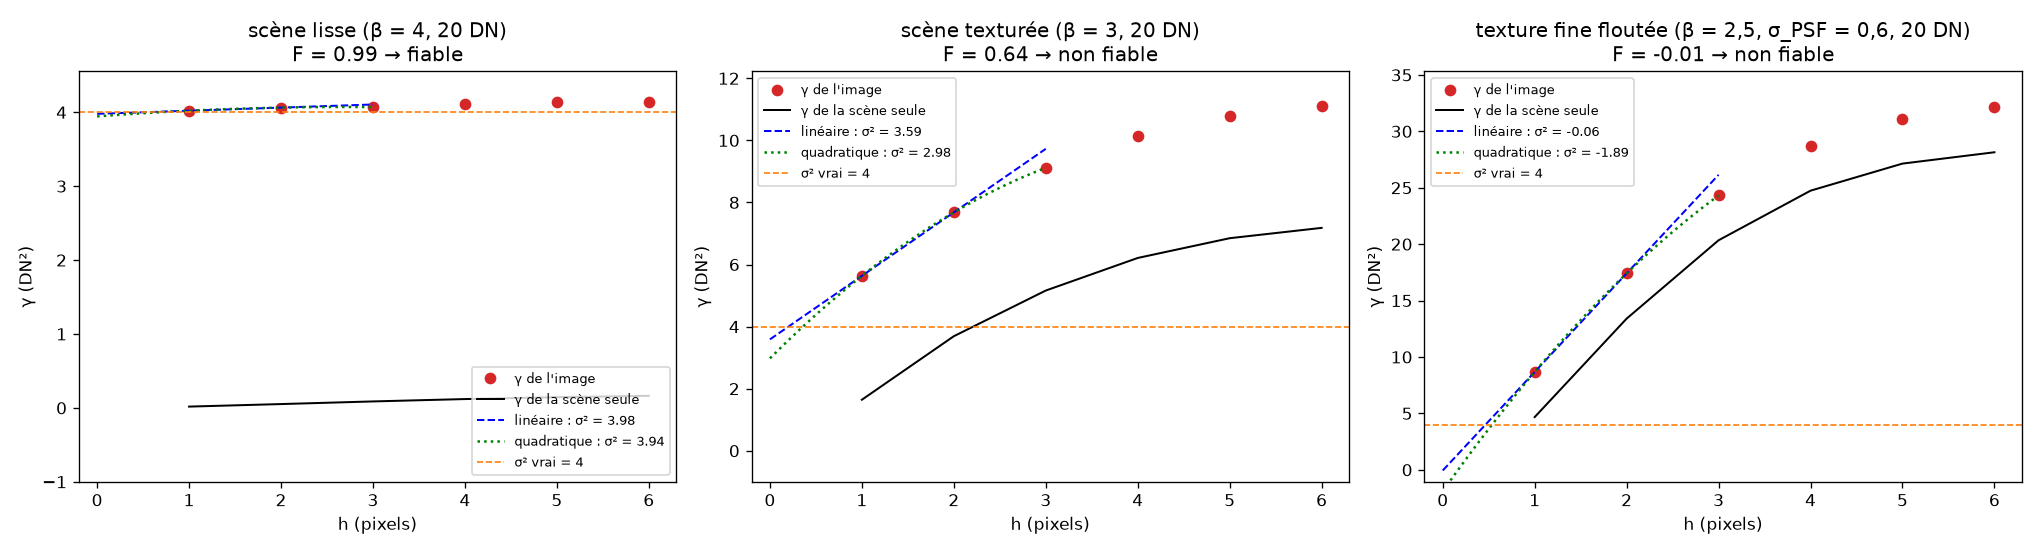 scène lisse (β = 4, 20 DN)
F = 0.99 → fiable
γ (DN²)
4
3
2
1
0
−1
γ de l'image
γ de la scène seule
linéaire : σ² = 3.98
quadratique : σ² = 3.94
σ² vrai = 4
0 1 2 3 4 5 6
h (pixels)
scène texturée (β = 3, 20 DN)
F = 0.64 → non fiable
γ (DN²)
12
10
8
6
4
2
0
γ de l'image
γ de la scène seule
linéaire : σ² = 3.59
quadratique : σ² = 2.98
σ² vrai = 4
0 1 2 3 4 5 6
h (pixels)
texture fine floutée (β = 2,5, σ_PSF = 0,6, 20 DN)
F = -0.01 → non fiable
γ (DN²)
35
30
25
20
15
10
5
0
γ de l'image
γ de la scène seule
linéaire : σ² = -0.06
quadratique : σ² = -1.89
σ² vrai = 4
0 1 2 3 4 5 6
h (pixels)